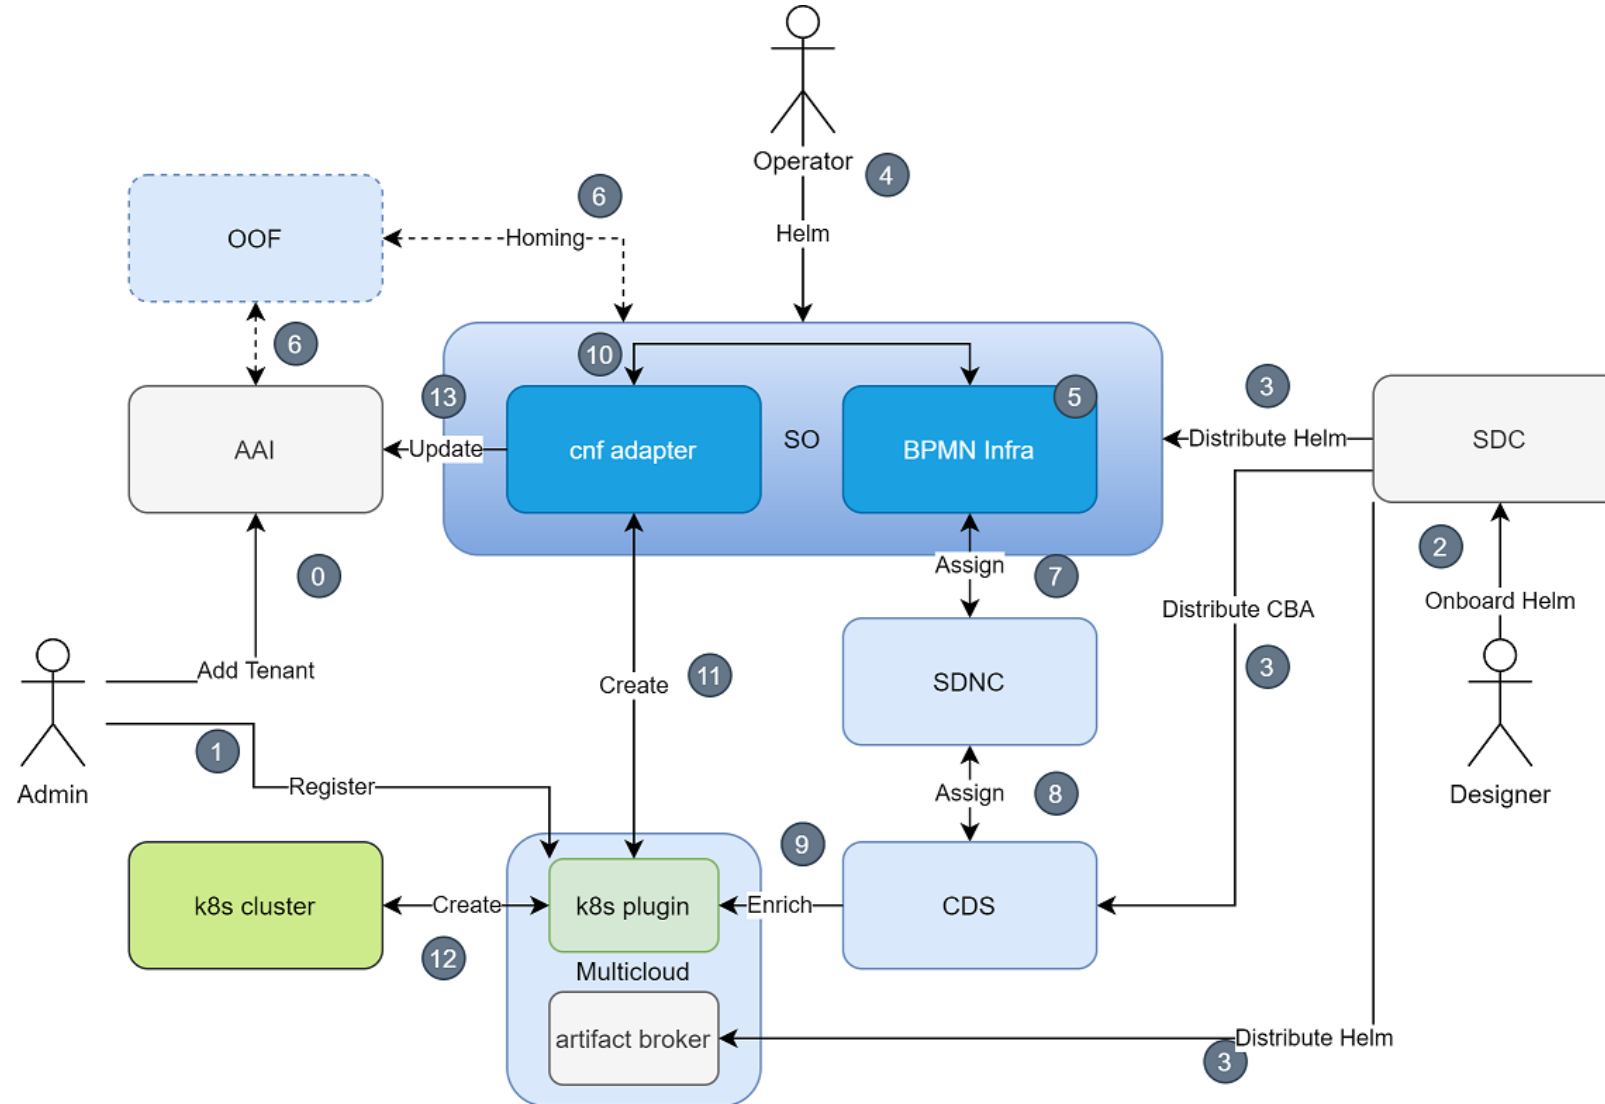 Operator
4
Helm
6
OOF
Homing
6
10
13
5
3
AAI
Update
cnf adapter
SO
BPMN Infra
Distribute Helm
SDC
2
0
Assign
7
Onboard Helm
Distribute CBA
Add Tenant
Create
11
SDNC
3
1
Admin
Register
Assign
8
Designer
9
k8s cluster
Create
k8s plugin
Enrich
CDS
12
Multicloud
artifact broker
Distribute Helm
3